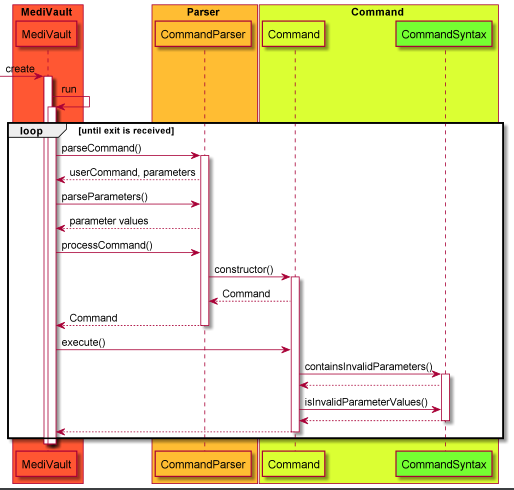 MediVault Parser Command
MediVault CommandParser Command CommandSyntax
create
run
loop [until exit is received]
parseCommand()
userCommand, parameters
parseParameters()
parameter values
processCommand()
constructor()
Command
Command
execute()
containsInvalidParameters()
isInvalidParameterValues()
MediVault CommandParser Command CommandSyntax